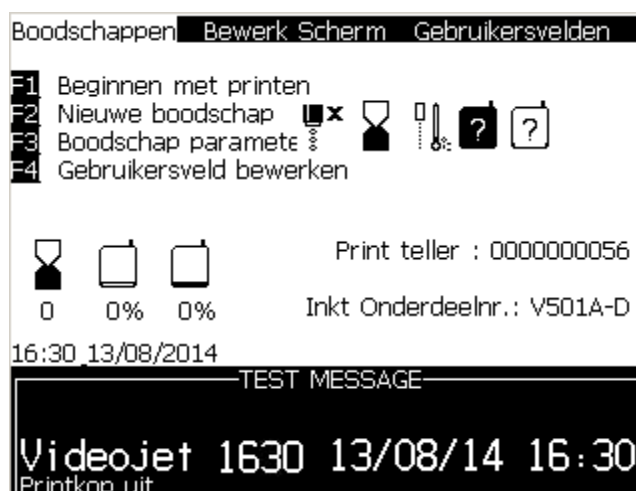 Boodschappen Bewerk Scherm Gebruikersvelden
F1 Beginnen met printen
F2 Nieuwe boodschap
F3 Boodschap paramete
F4 Gebruikersveld bewerken
? ?
Print teller : 0000000056
0 0% 0%
Inkt Onderdeelnr.: V501A-D
16:30 13/08/2014
TEST MESSAGE
Videojet 1630 13/08/14 16:30
Printkop uit